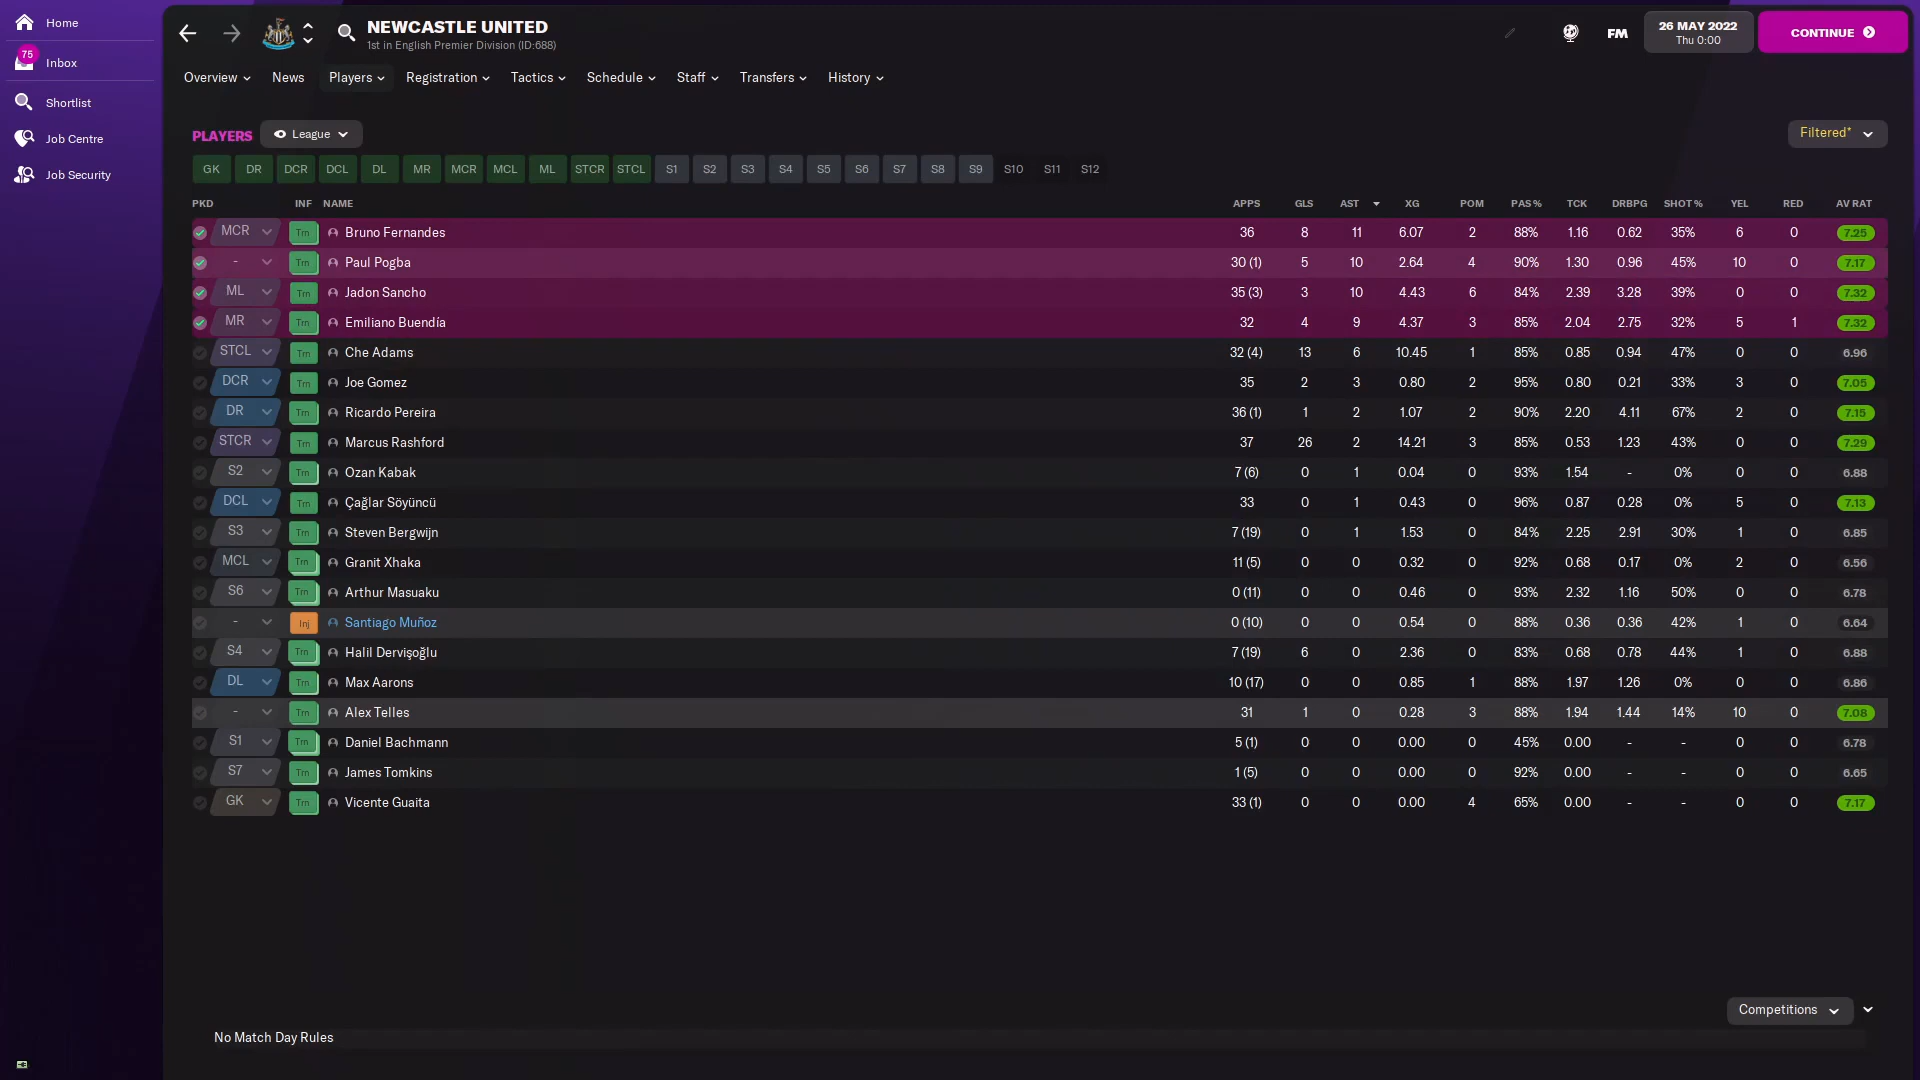 Home
75
Inbox
Shortlist
Job Centre
Job Security
NEWCASTLE UNITED
1st in English Premier Division (ID:688)
FM
26 MAY 2022
Thu 0:00
CONTINUE
Overview News Players Registration Tactics Schedule Staff Transfers History
PLAYERS League Filtered*
GK DR DCR DCL DL MR MCR MCL ML STCR STCL S1 S2 S3 S4 S5 S6 S7 S8 S9 S10 S11 S12
PKD INF NAME APPS GLS AST XG POM PAS % TCK DRBPG SHOT % YEL RED AV RAT
MCR Trn Bruno Fernandes 36 8 11 6.07 2 88% 1.16 0.62 35% 6 0 7.25
- Trn Paul Pogba 30 (1) 5 10 2.64 4 90% 1.30 0.96 45% 10 0 7.17
ML Trn Jadon Sancho 35 (3) 3 10 4.43 6 84% 2.39 3.28 39% 0 0 7.32
MR Trn Emiliano Buendía 32 4 9 4.37 3 85% 2.04 2.75 32% 5 1 7.32
STCL Trn Che Adams 32 (4) 13 6 10.45 1 85% 0.85 0.94 47% 0 0 6.96
DCR Trn Joe Gomez 35 2 3 0.80 2 95% 0.80 0.21 33% 3 0 7.05
DR Trn Ricardo Pereira 36 (1) 1 2 1.07 2 90% 2.20 4.11 67% 2 0 7.15
STCR Trn Marcus Rashford 37 26 2 14.21 3 85% 0.53 1.23 43% 0 0 7.29
S2 Trn Ozan Kabak 7 (6) 0 1 0.04 0 93% 1.54 - 0% 0 0 6.88
DCL Trn Çağlar Söyüncü 33 0 1 0.43 0 96% 0.87 0.28 0% 5 0 7.13
S3 Trn Steven Bergwijn 7 (19) 0 1 1.53 0 84% 2.25 2.91 30% 1 0 6.85
MCL Trn Granit Xhaka 11 (5) 0 0 0.32 0 92% 0.68 0.17 0% 2 0 6.56
S6 Trn Arthur Masuaku 0 (11) 0 0 0.46 0 93% 2.32 1.16 50% 0 0 6.78
- Inj Santiago Muñoz 0 (10) 0 0 0.54 0 88% 0.36 0.36 42% 1 0 6.64
S4 Trn Halil Dervişoğlu 7 (19) 6 0 2.36 0 83% 0.68 0.78 44% 1 0 6.88
DL Trn Max Aarons 10 (17) 0 0 0.85 1 88% 1.97 1.26 0% 0 0 6.86
- Trn Alex Telles 31 1 0 0.28 3 88% 1.94 1.44 14% 10 0 7.08
S1 Trn Daniel Bachmann 5 (1) 0 0 0.00 0 45% 0.00 - - 0 0 6.78
S7 Trn James Tomkins 1 (5) 0 0 0.00 0 92% 0.00 - - 0 0 6.65
GK Trn Vicente Guaita 33 (1) 0 0 0.00 4 65% 0.00 - - 0 0 7.17
Competitions
No Match Day Rules